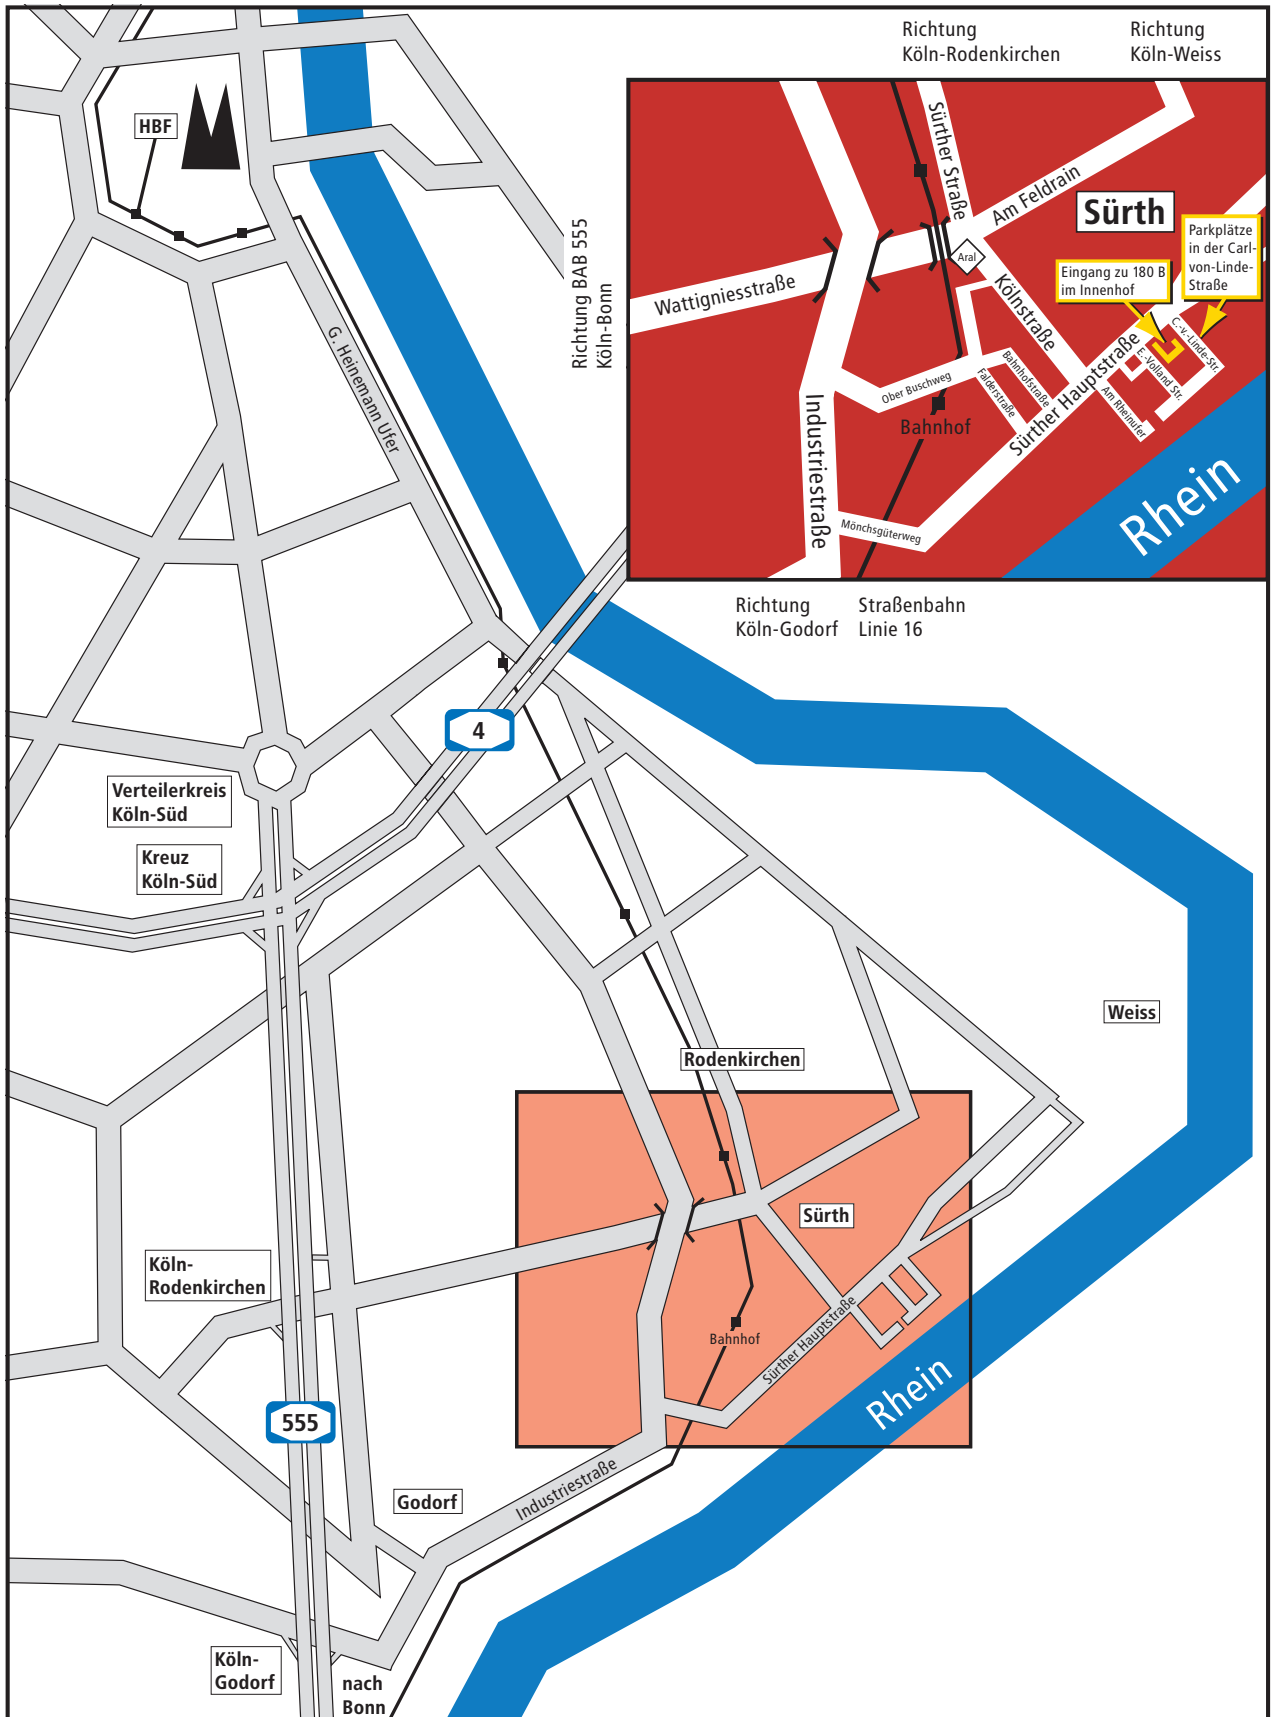 Richtung
Köln-Rodenkirchen
Richtung
Köln-Weiss
HBF
Sürther Straße
Am Feldrain
Sürth
Parkplätze
in der Carl-
von-Linde-
Straße
Eingang zu 180 B
im Innenhof
Aral
Wattigniesstraße
Kölnstraße
C.-v.-Linde-Str.
E.-Volland Str.
Am Rheinufer
Sürther Hauptstraße
Bahnhofstraße
Falderstraße
Ober Buschweg
Bahnhof
Industriestraße
Mönchsgüterweg
Rhein
Richtung BAB 555
Köln-Bonn
G. Heinemann Ufer
Richtung
Köln-Godorf
Straßenbahn
Linie 16
4
Verteilerkreis
Köln-Süd
Kreuz
Köln-Süd
Weiss
Rodenkirchen
Sürth
Köln-
Rodenkirchen
Bahnhof
Sürther Hauptstraße
Rhein
555
Industriestraße
Godorf
Köln-
Godorf
nach
Bonn